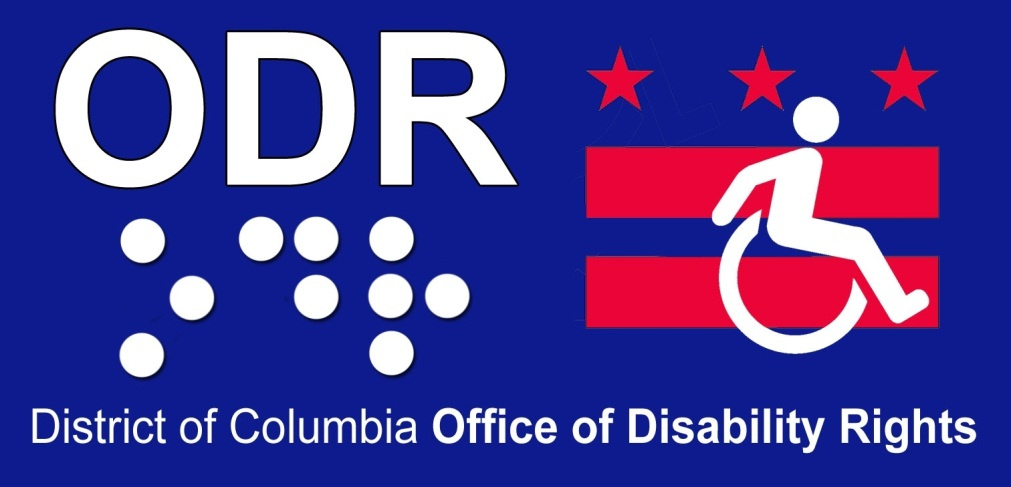 ODR
⠕⠙⠗
District of Columbia Office of Disability Rights